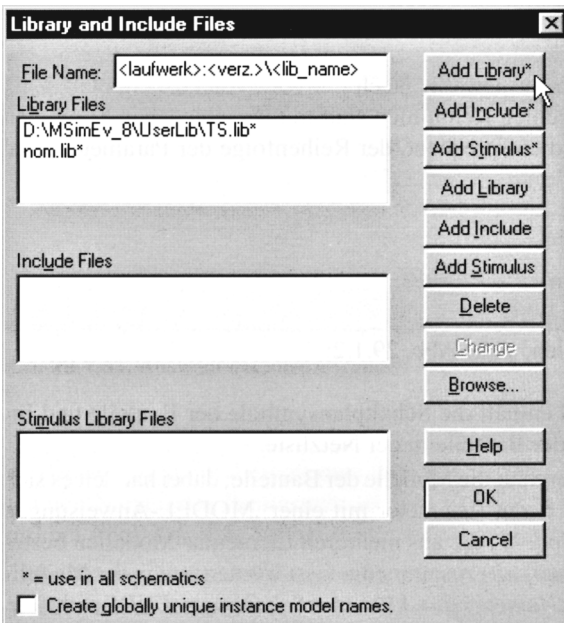 Library and Include Files
File Name: <laufwerk>:<verz.>\<lib_name>
Add Library*
Library Files
D:\MSimEv_8\UserLib\TS.lib*
nom.lib*
Add Include*
Add Stimulus*
Add Library
Add Include
Include Files
Add Stimulus
Delete
Change
Browse...
Stimulus Library Files
Help
OK
Cancel
* = use in all schematics
Create globally unique instance model names.